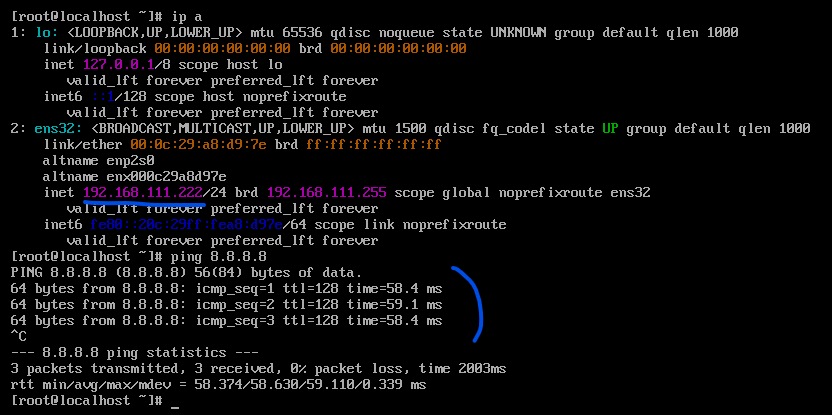 [root@localhost ~]# ip a
1: lo: <LOOPBACK,UP,LOWER_UP> mtu 65536 qdisc noqueue state UNKNOWN group default qlen 1000
    link/loopback 00:00:00:00:00:00 brd 00:00:00:00:00:00
    inet 127.0.0.1/8 scope host lo
       valid_lft forever preferred_lft forever
    inet6 ::1/128 scope host noprefixroute
       valid_lft forever preferred_lft forever
2: ens32: <BROADCAST,MULTICAST,UP,LOWER_UP> mtu 1500 qdisc fq_codel state UP group default qlen 1000
    link/ether 00:0c:29:a8:d9:7e brd ff:ff:ff:ff:ff:ff
    altname enp2s0
    altname enx000c29a8d97e
    inet 192.168.111.222/24 brd 192.168.111.255 scope global noprefixroute ens32
       valid_lft forever preferred_lft forever
    inet6 fe80::20c:29ff:fea8:d97e/64 scope link noprefixroute
       valid_lft forever preferred_lft forever
[root@localhost ~]# ping 8.8.8.8
PING 8.8.8.8 (8.8.8.8) 56(84) bytes of data.
64 bytes from 8.8.8.8: icmp_seq=1 ttl=128 time=58.4 ms
64 bytes from 8.8.8.8: icmp_seq=2 ttl=128 time=59.1 ms
64 bytes from 8.8.8.8: icmp_seq=3 ttl=128 time=58.4 ms
^C
--- 8.8.8.8 ping statistics ---
3 packets transmitted, 3 received, 0% packet loss, time 2003ms
rtt min/avg/max/mdev = 58.374/58.630/59.110/0.339 ms
[root@localhost ~]# _